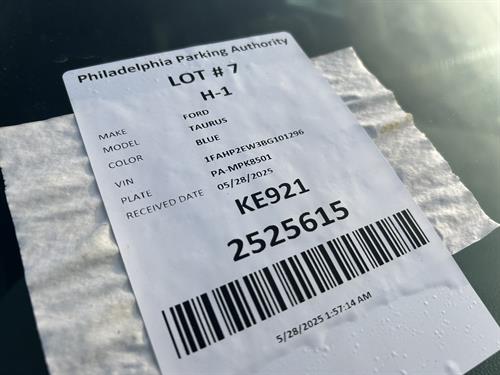 Philadelphia Parking Authority
LOT # 7
H-1
MAKE FORD
MODEL TAURUS
COLOR BLUE
VIN 1FAHP2EW3BG101296
PLATE PA-MPK8501
RECEIVED DATE 05/28/2025
KE921
2525615
5/28/2025 1:57:14 AM